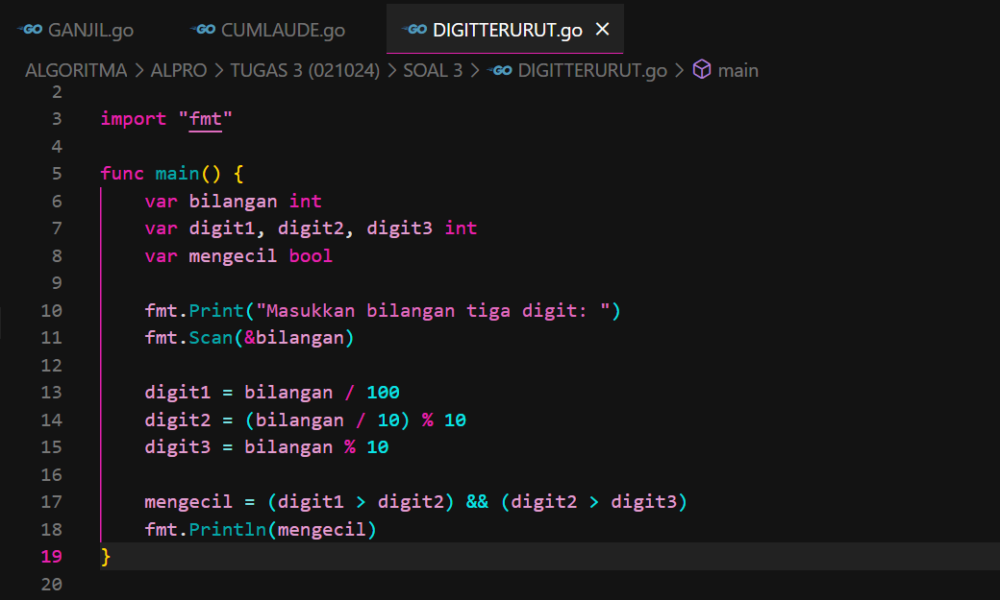 GO GANJIL.go GO CUMLAUDE.go GO DIGITTERURUT.go ×
ALGORITMA > ALPRO > TUGAS 3 (021024) > SOAL 3 > GO DIGITTERURUT.go > main
2
3 import "fmt"
4
5 func main() {
6     var bilangan int
7     var digit1, digit2, digit3 int
8     var mengecil bool
9
10     fmt.Print("Masukkan bilangan tiga digit: ")
11     fmt.Scan(&bilangan)
12
13     digit1 = bilangan / 100
14     digit2 = (bilangan / 10) % 10
15     digit3 = bilangan % 10
16
17     mengecil = (digit1 > digit2) && (digit2 > digit3)
18     fmt.Println(mengecil)
19 }
20